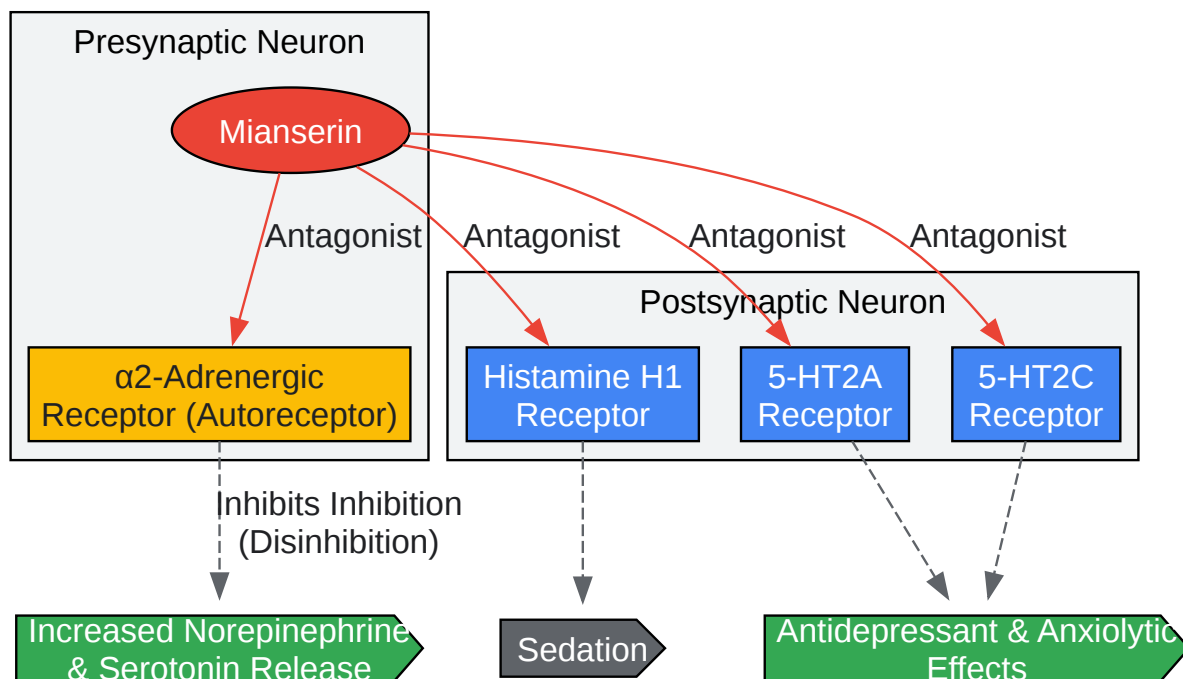 Presynaptic Neuron
Mianserin
Antagonist
Antagonist
Antagonist
Antagonist
Postsynaptic Neuron
α2-Adrenergic
Receptor (Autoreceptor)
Histamine H1
Receptor
5-HT2A
Receptor
5-HT2C
Receptor
Inhibits Inhibition
(Disinhibition)
Increased Norepinephrine
& Serotonin Release
Sedation
Antidepressant & Anxiolytic
Effects